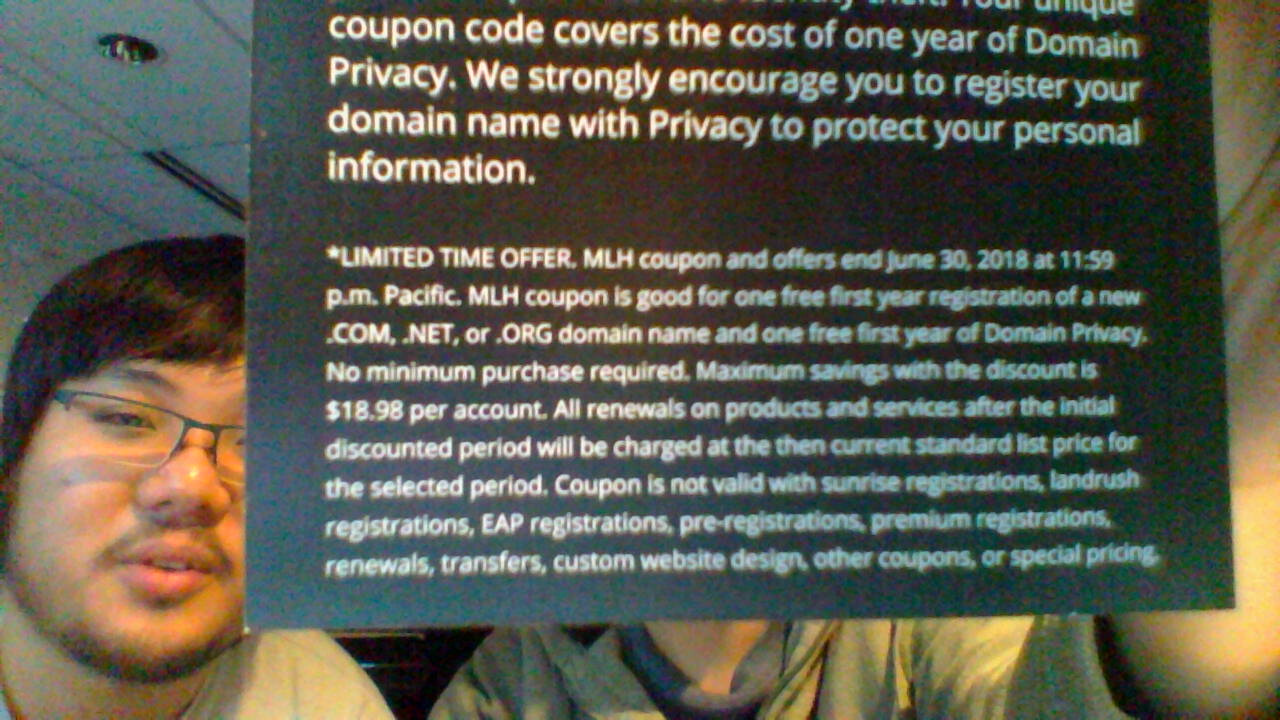 identity theft. Your unique
coupon code covers the cost of one year of Domain
Privacy. We strongly encourage you to register your
domain name with Privacy to protect your personal
information.
*LIMITED TIME OFFER. MLH coupon and offers end June 30, 2018 at 11:59
p.m. Pacific. MLH coupon is good for one free first year registration of a new
.COM, .NET, or .ORG domain name and one free first year of Domain Privacy.
No minimum purchase required. Maximum savings with the discount is
$18.98 per account. All renewals on products and services after the initial
discounted period will be charged at the then current standard list price for
the selected period. Coupon is not valid with sunrise registrations, landrush
registrations, EAP registrations, pre-registrations, premium registrations,
renewals, transfers, custom website design, other coupons, or special pricing.